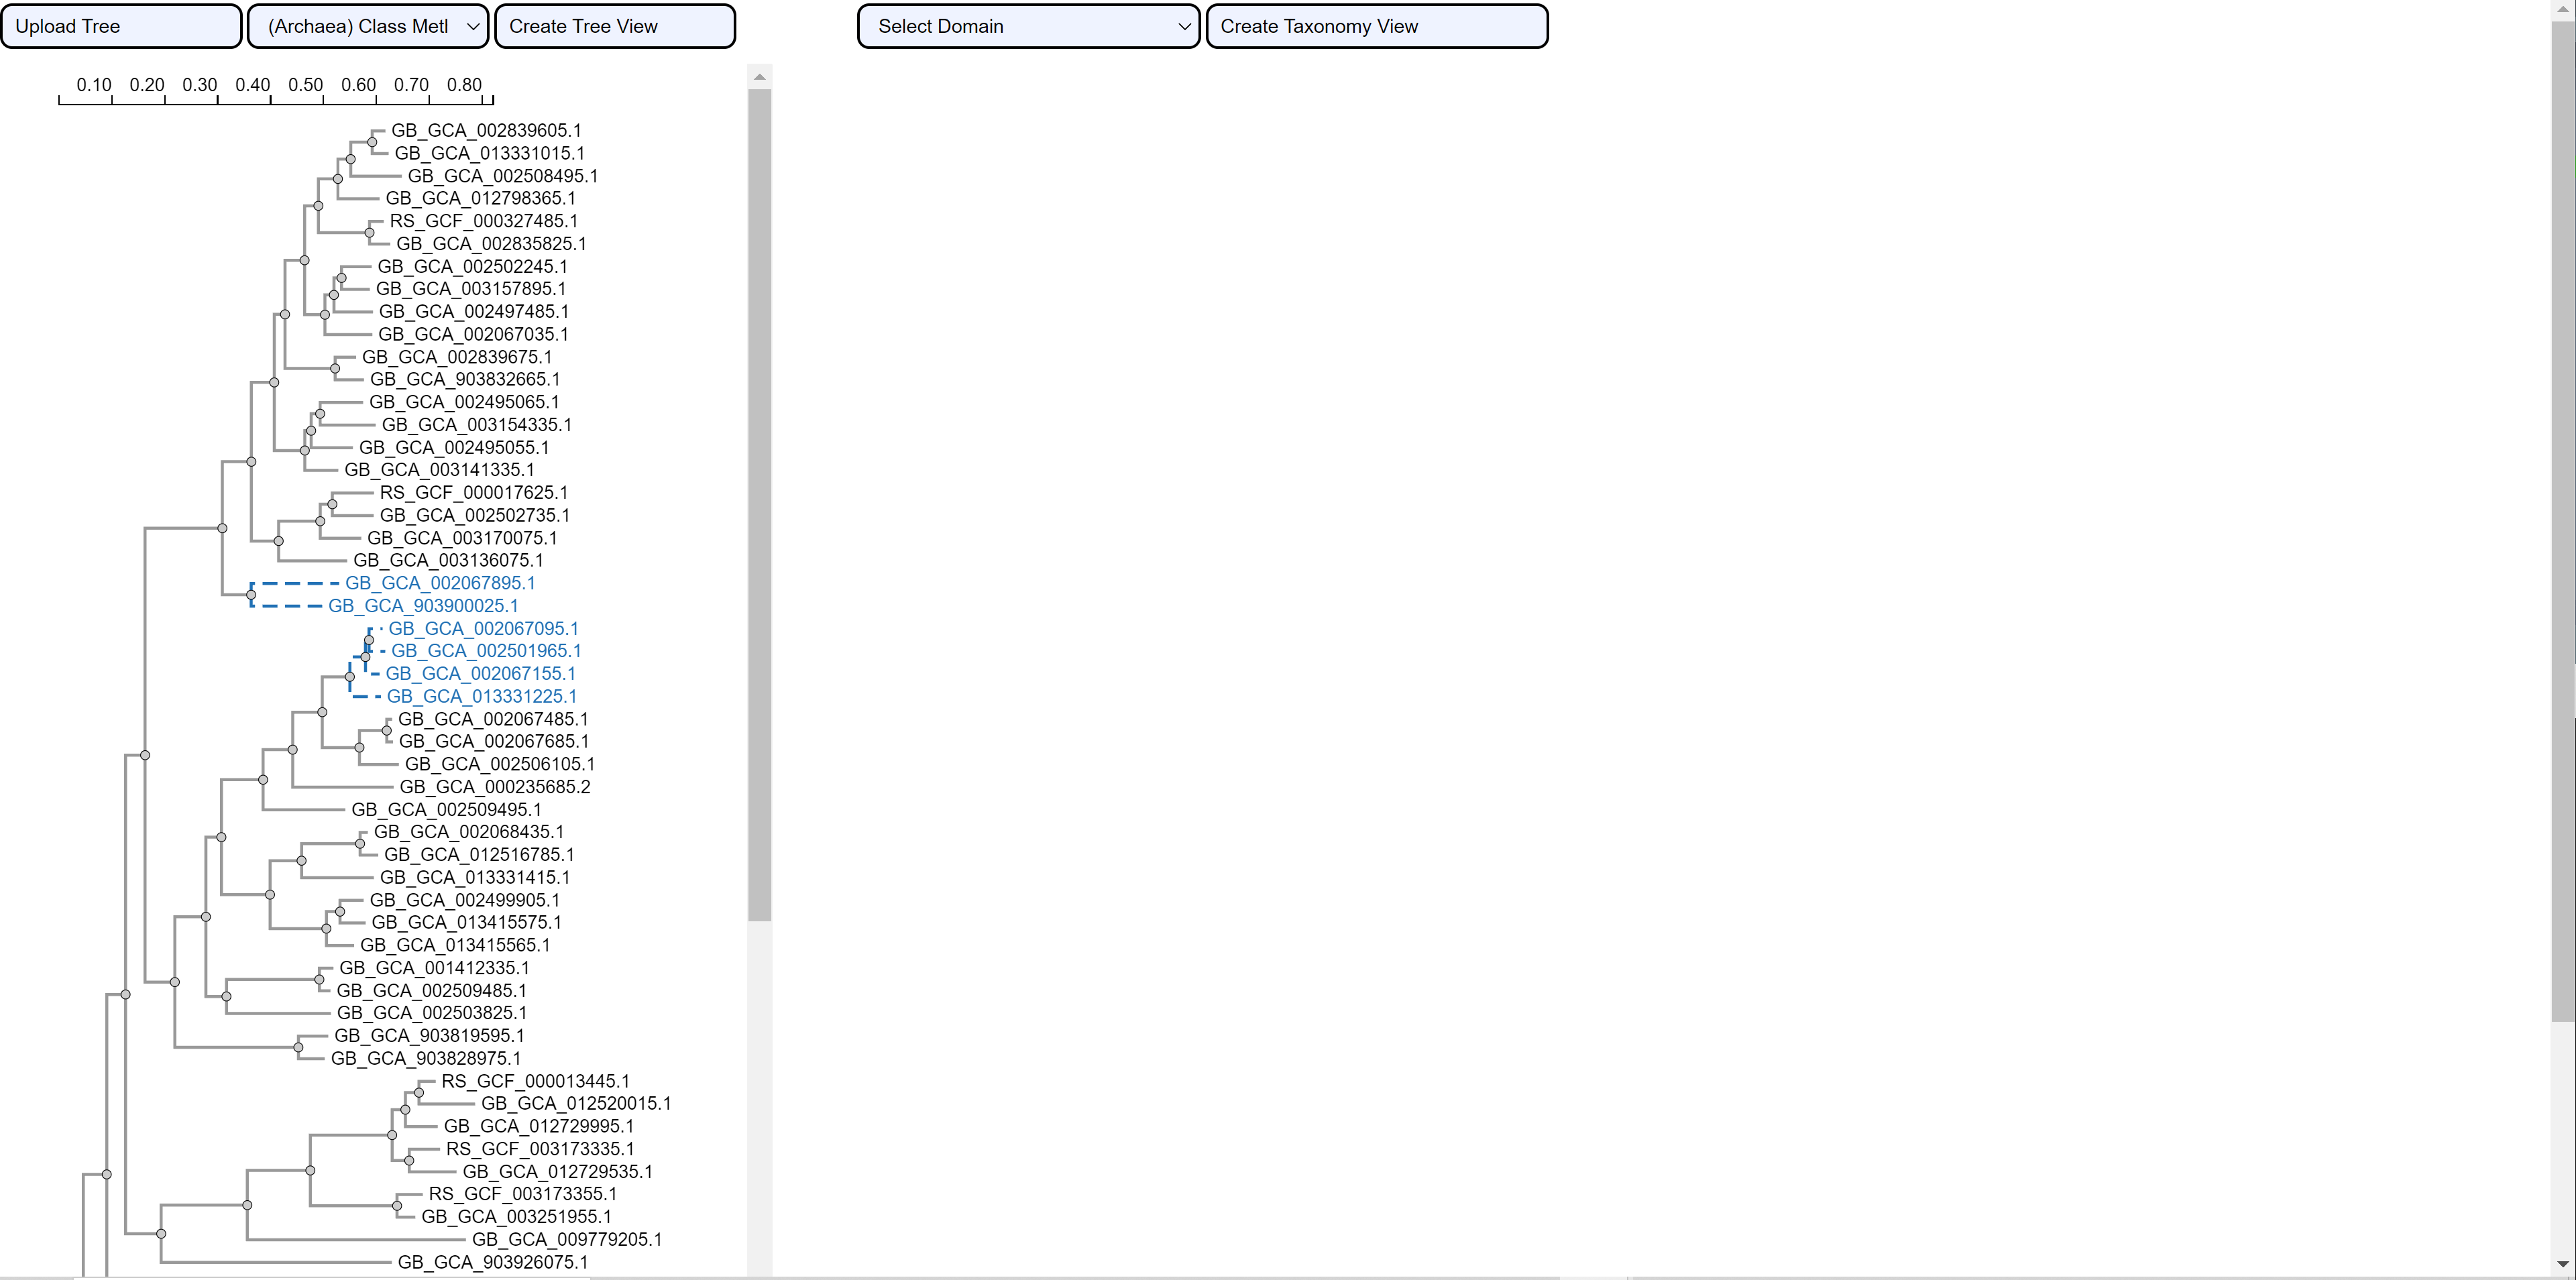 Upload Tree
(Archaea) Class Metl
Create Tree View
Select Domain
Create Taxonomy View
0.10 0.20 0.30 0.40 0.50 0.60 0.70 0.80
GB_GCA_002839605.1
GB_GCA_013331015.1
GB_GCA_002508495.1
GB_GCA_012798365.1
RS_GCF_000327485.1
GB_GCA_002835825.1
GB_GCA_002502245.1
GB_GCA_003157895.1
GB_GCA_002497485.1
GB_GCA_002067035.1
GB_GCA_002839675.1
GB_GCA_903832665.1
GB_GCA_002495065.1
GB_GCA_003154335.1
GB_GCA_002495055.1
GB_GCA_003141335.1
RS_GCF_000017625.1
GB_GCA_002502735.1
GB_GCA_003170075.1
GB_GCA_003136075.1
GB_GCA_002067895.1
GB_GCA_903900025.1
GB_GCA_002067095.1
GB_GCA_002501965.1
GB_GCA_002067155.1
GB_GCA_013331225.1
GB_GCA_002067485.1
GB_GCA_002067685.1
GB_GCA_002506105.1
GB_GCA_000235685.2
GB_GCA_002509495.1
GB_GCA_002068435.1
GB_GCA_012516785.1
GB_GCA_013331415.1
GB_GCA_002499905.1
GB_GCA_013415575.1
GB_GCA_013415565.1
GB_GCA_001412335.1
GB_GCA_002509485.1
GB_GCA_002503825.1
GB_GCA_903819595.1
GB_GCA_903828975.1
RS_GCF_000013445.1
GB_GCA_012520015.1
GB_GCA_012729995.1
RS_GCF_003173335.1
GB_GCA_012729535.1
RS_GCF_003173355.1
GB_GCA_003251955.1
GB_GCA_009779205.1
GB_GCA_903926075.1